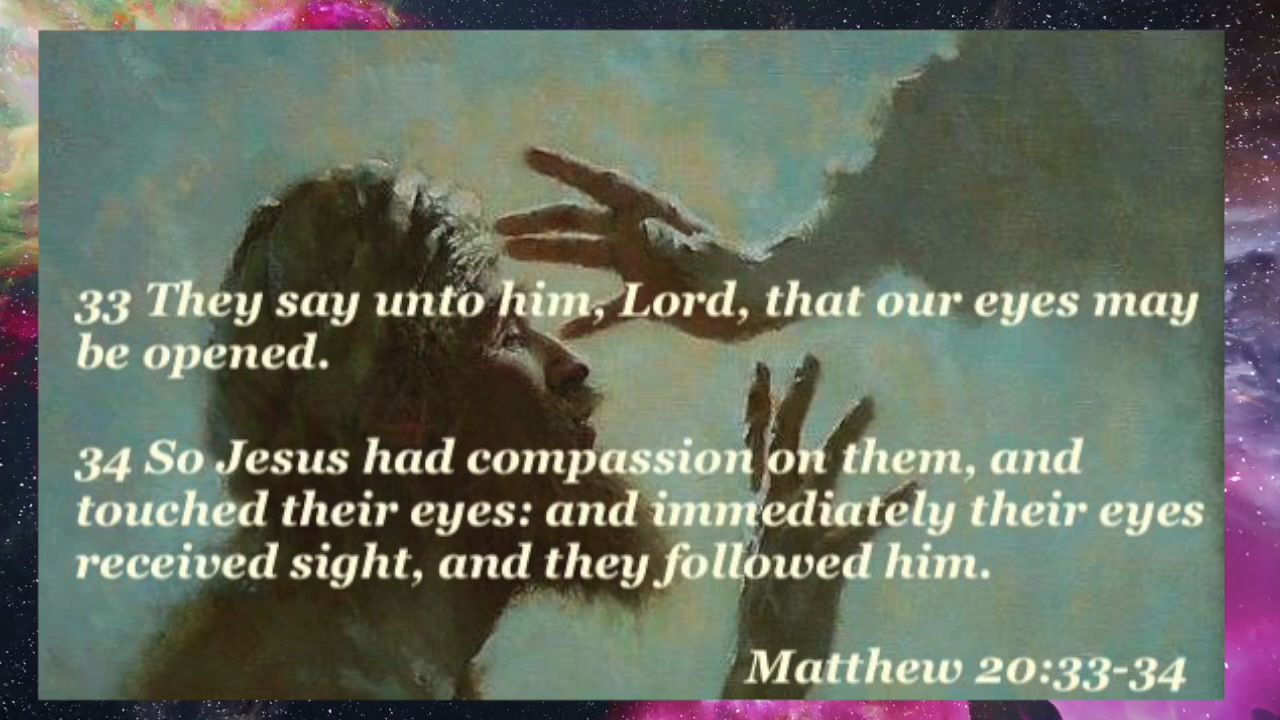 33 They say unto him, Lord, that our eyes may
be opened.
34 So Jesus had compassion on them, and
touched their eyes: and immediately their eyes
received sight, and they followed him.
Matthew 20:33-34